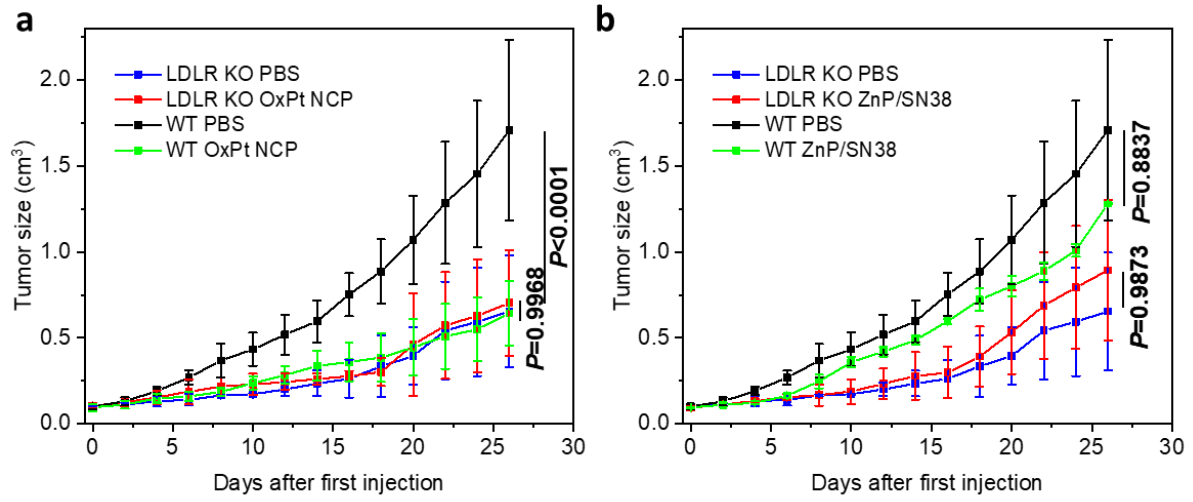 a
LDLR KO PBS
LDLR KO OxPt NCP
WT PBS
WT OxPt NCP
Tumor size (cm³)
2.0
1.5
1.0
0.5
0.0
0 5 10 15 20 25 30
Days after first injection
P<0.0001
P=0.9968
b
LDLR KO PBS
LDLR KO ZnP/SN38
WT PBS
WT ZnP/SN38
Tumor size (cm³)
2.0
1.5
1.0
0.5
0.0
0 5 10 15 20 25 30
Days after first injection
P=0.8837
P=0.9873